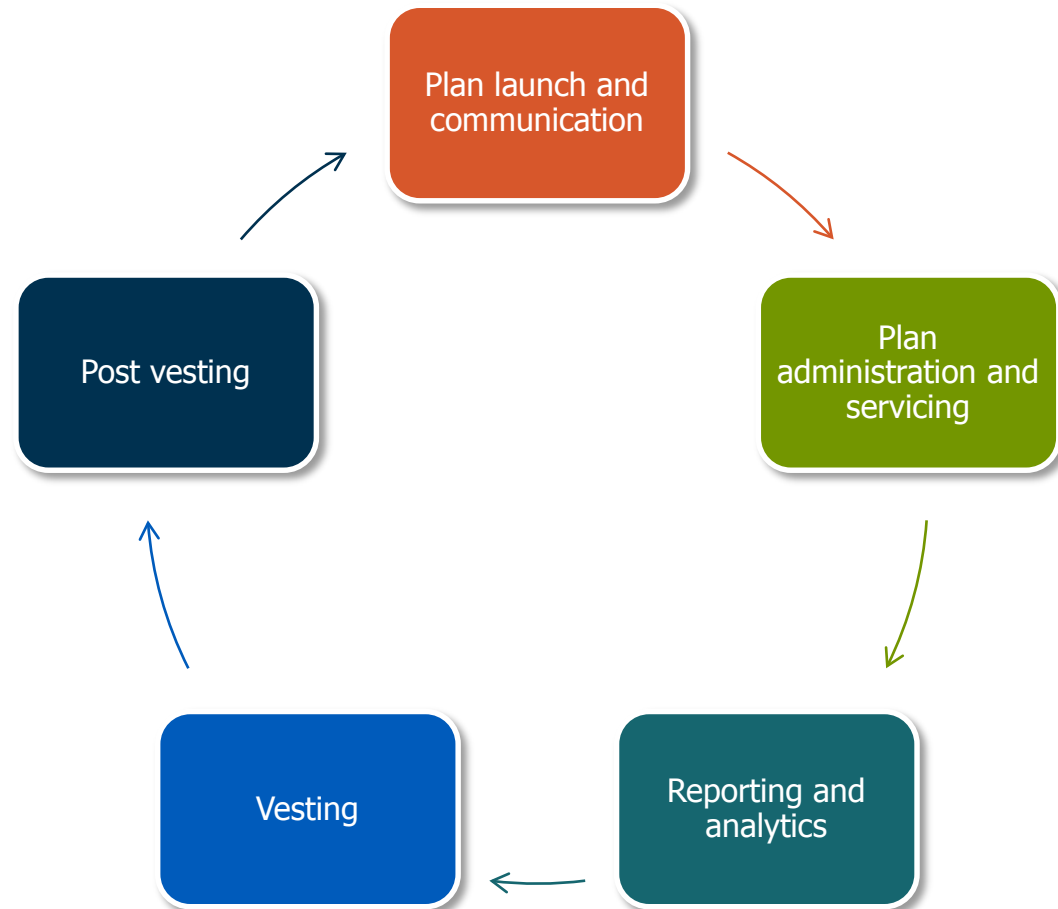 Plan launch and
communication
Plan
administration and
servicing
Reporting and
analytics
Vesting
Post vesting